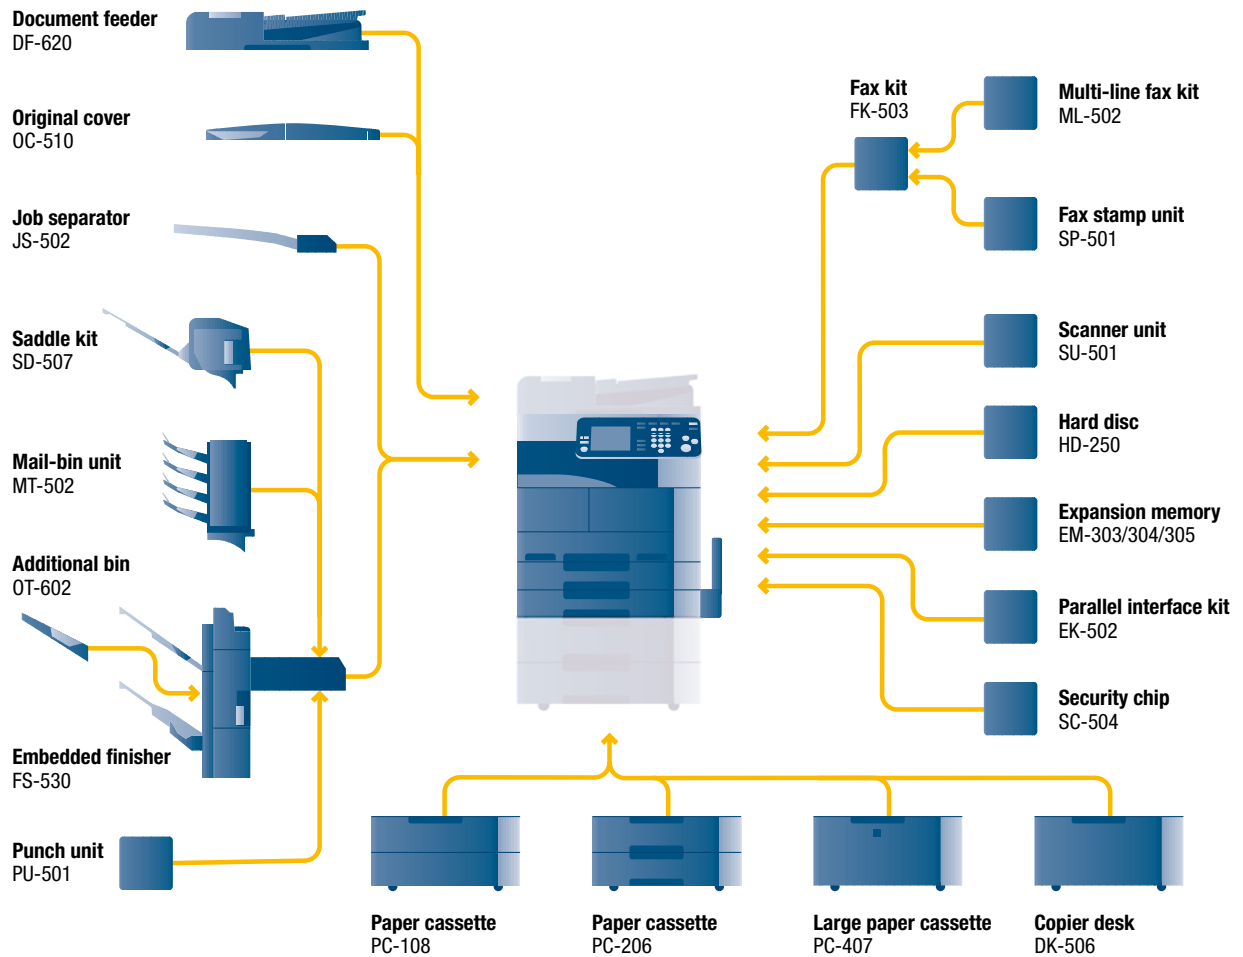 Document feeder
DF-620
Original cover
OC-510
Job separator
JS-502
Saddle kit
SD-507
Mail-bin unit
MT-502
Additional bin
OT-602
Embedded finisher
FS-530
Punch unit
PU-501
Fax kit
FK-503
Multi-line fax kit
ML-502
Fax stamp unit
SP-501
Scanner unit
SU-501
Hard disc
HD-250
Expansion memory
EM-303/304/305
Parallel interface kit
EK-502
Security chip
SC-504
Paper cassette
PC-108
Paper cassette
PC-206
Large paper cassette
PC-407
Copier desk
DK-506